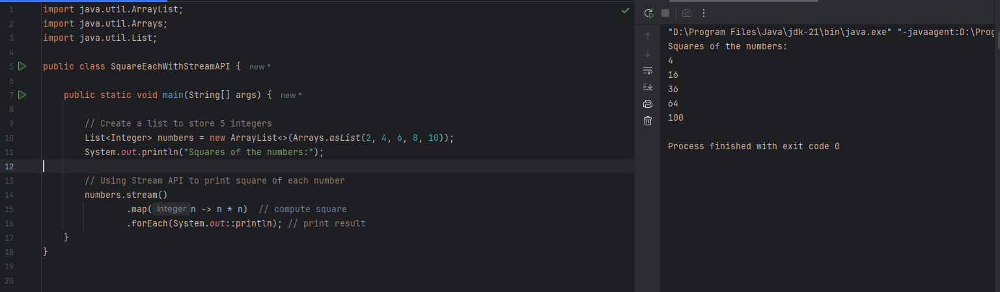 1 import java.util.ArrayList;
2 import java.util.Arrays;
3 import java.util.List;
4
5 public class SquareEachWithStreamAPI { new *
6
7 public static void main(String[] args) { new *
8
9 // Create a list to store 5 integers
10 List<Integer> numbers = new ArrayList<>(Arrays.asList(2, 4, 6, 8, 10));
11 System.out.println("Squares of the numbers:");
12
13 // Using Stream API to print square of each number
14 numbers.stream()
15 .map( Integer n -> n * n) // compute square
16 .forEach(System.out::println); // print result
17 }
18 }
19
20
"D:\Program Files\Java\jdk-21\bin\java.exe" "-javaagent:D:\Prog
Squares of the numbers:
4
16
36
64
100
Process finished with exit code 0